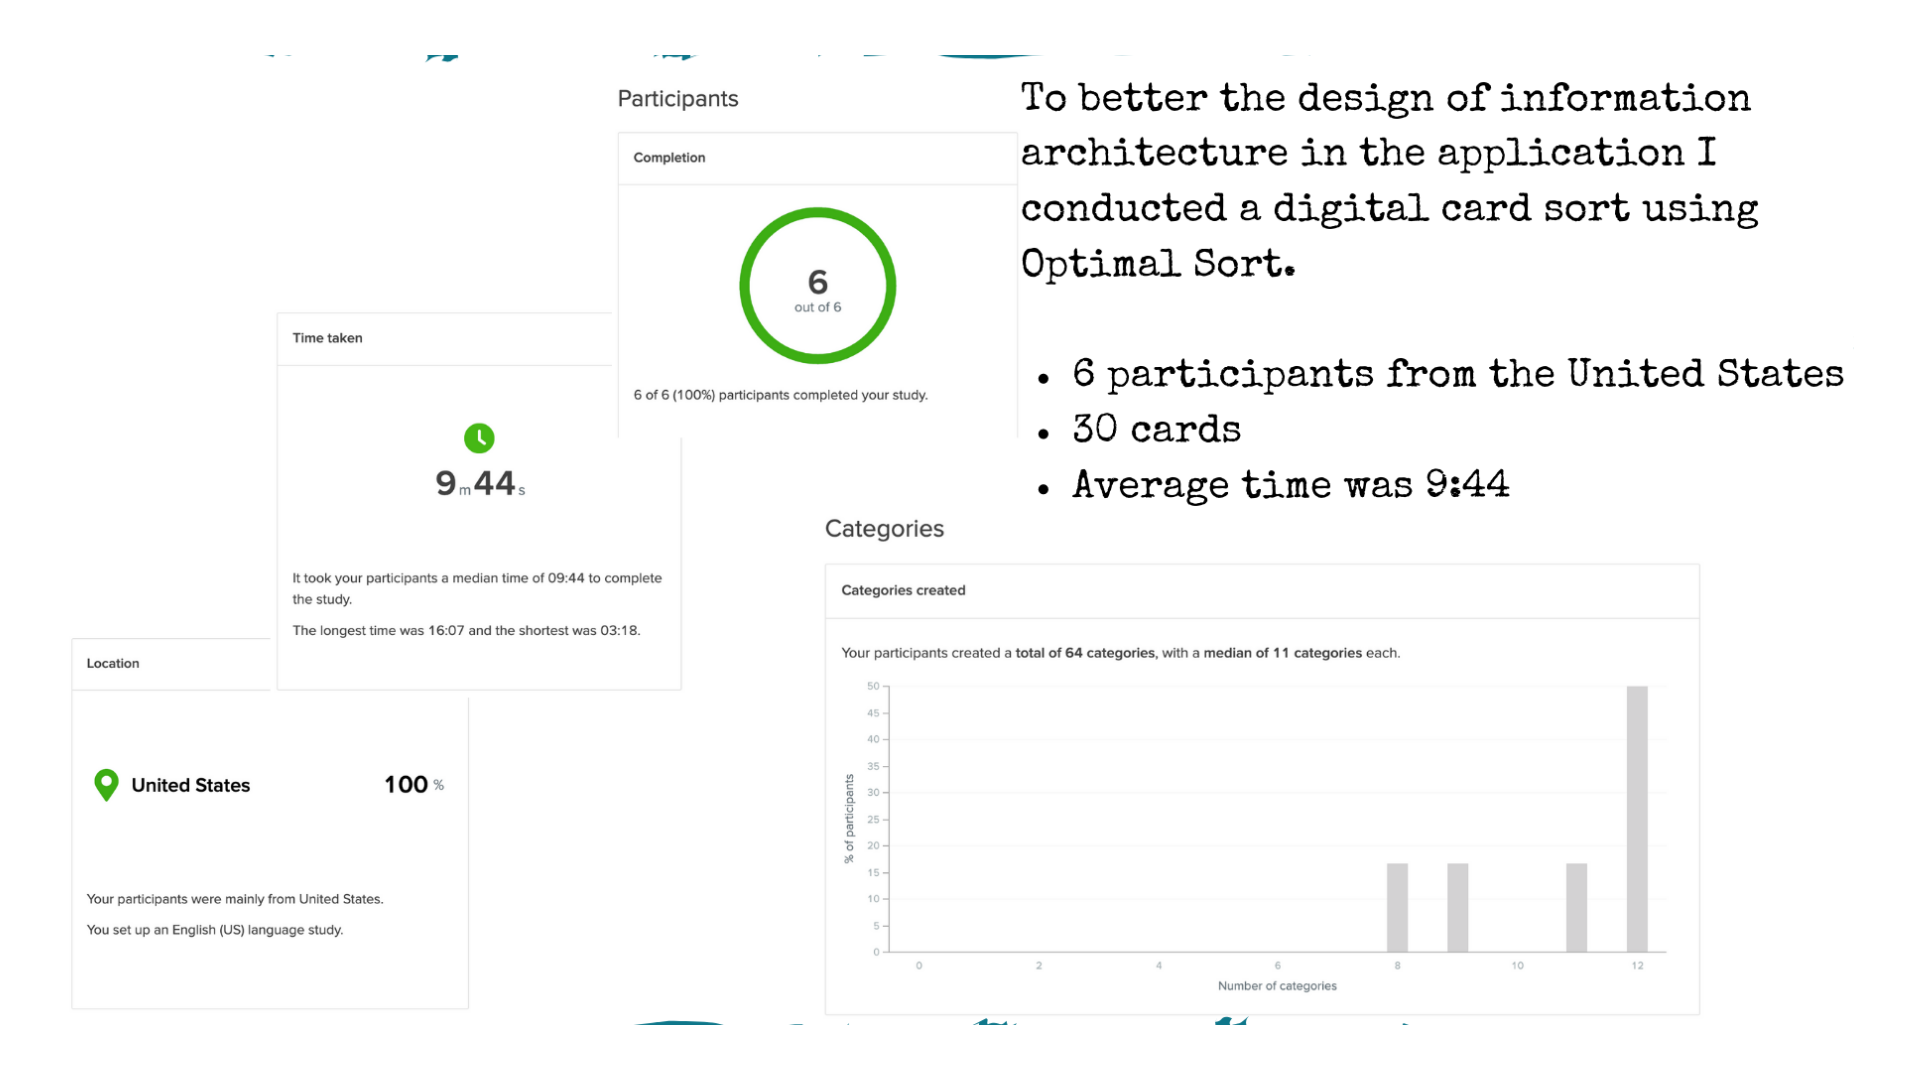 Participants
Completion
6
out of 6
6 of 6 (100%) participants completed your study.
To better the design of information
architecture in the application I
conducted a digital card sort using
Optimal Sort.
• 6 participants from the United States
• 30 cards
• Average time was 9:44
Time taken
9 m 44 s
It took your participants a median time of 09:44 to complete
the study.
The longest time was 16:07 and the shortest was 03:18.
Location
United States 100 %
Your participants were mainly from United States.
You set up an English (US) language study.
Categories
Categories created
Your participants created a total of 64 categories, with a median of 11 categories each.
% of participants
50
45
40
35
30
25
20
15
10
5
0
0 2 4 6 8 10 12
Number of categories